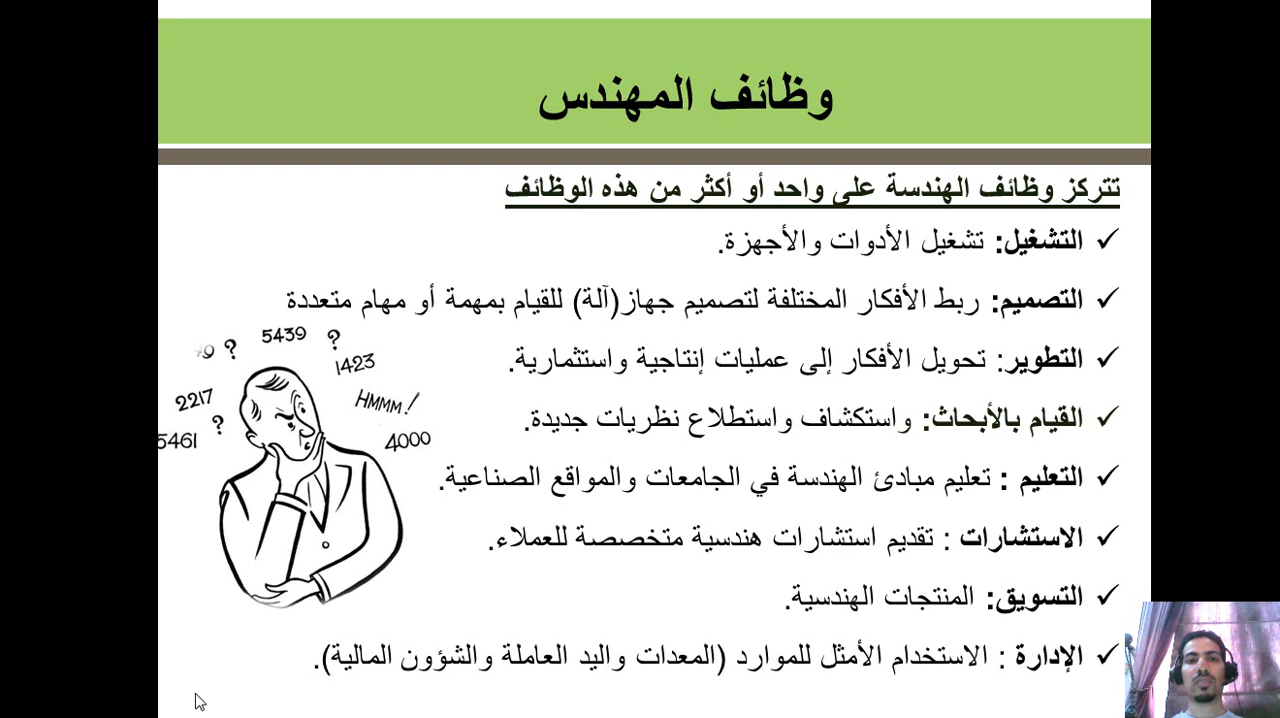 وظائف المهندس
تتركز وظائف الهندسة على واحد أو أكثر من هذه الوظائف
✓ التشغيل: تشغيل الأدوات والأجهزة.
✓ التصميم: ربط الأفكار المختلفة لتصميم جهاز(آلة) للقيام بمهمة أو مهام متعددة
✓ التطوير: تحويل الأفكار إلى عمليات إنتاجية واستثمارية.
✓ القيام بالأبحاث: واستكشاف واستطلاع نظريات جديدة.
✓ التعليم : تعليم مبادئ الهندسة في الجامعات والمواقع الصناعية.
✓ الاستشارات : تقديم استشارات هندسية متخصصة للعملاء.
✓ التسويق: المنتجات الهندسية.
✓ الإدارة : الاستخدام الأمثل للموارد (المعدات واليد العاملة والشؤون المالية).
? 5439 ?
1423
2217 HMMM!
?
5461 4000